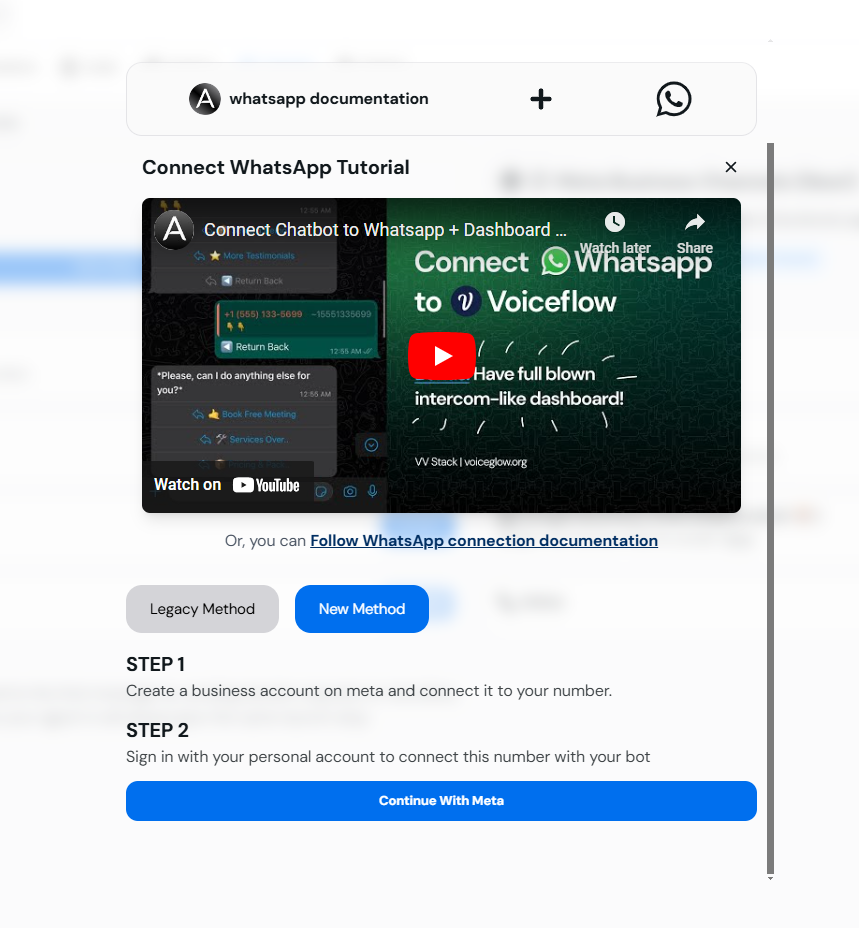 whatsapp documentation
Connect WhatsApp Tutorial
12:55 AM
Connect Chatbot to Whatsapp + Dashboard ...
Watch later
Share
More Testimonials
Return Back
Connect Whatsapp
to Voiceflow
+1 (555) 133-5699 ~15551335699
Return Back
12:55 AM
*Please, can I do anything else for
you?*
12:55 AM
Have full blown
intercom-like dashboard!
Book Free Meeting
Services Over..
VV Stack | voiceglow.org
Watch on YouTube
Or, you can Follow WhatsApp connection documentation
Legacy Method
New Method
STEP 1
Create a business account on meta and connect it to your number.
STEP 2
Sign in with your personal account to connect this number with your bot
Continue With Meta